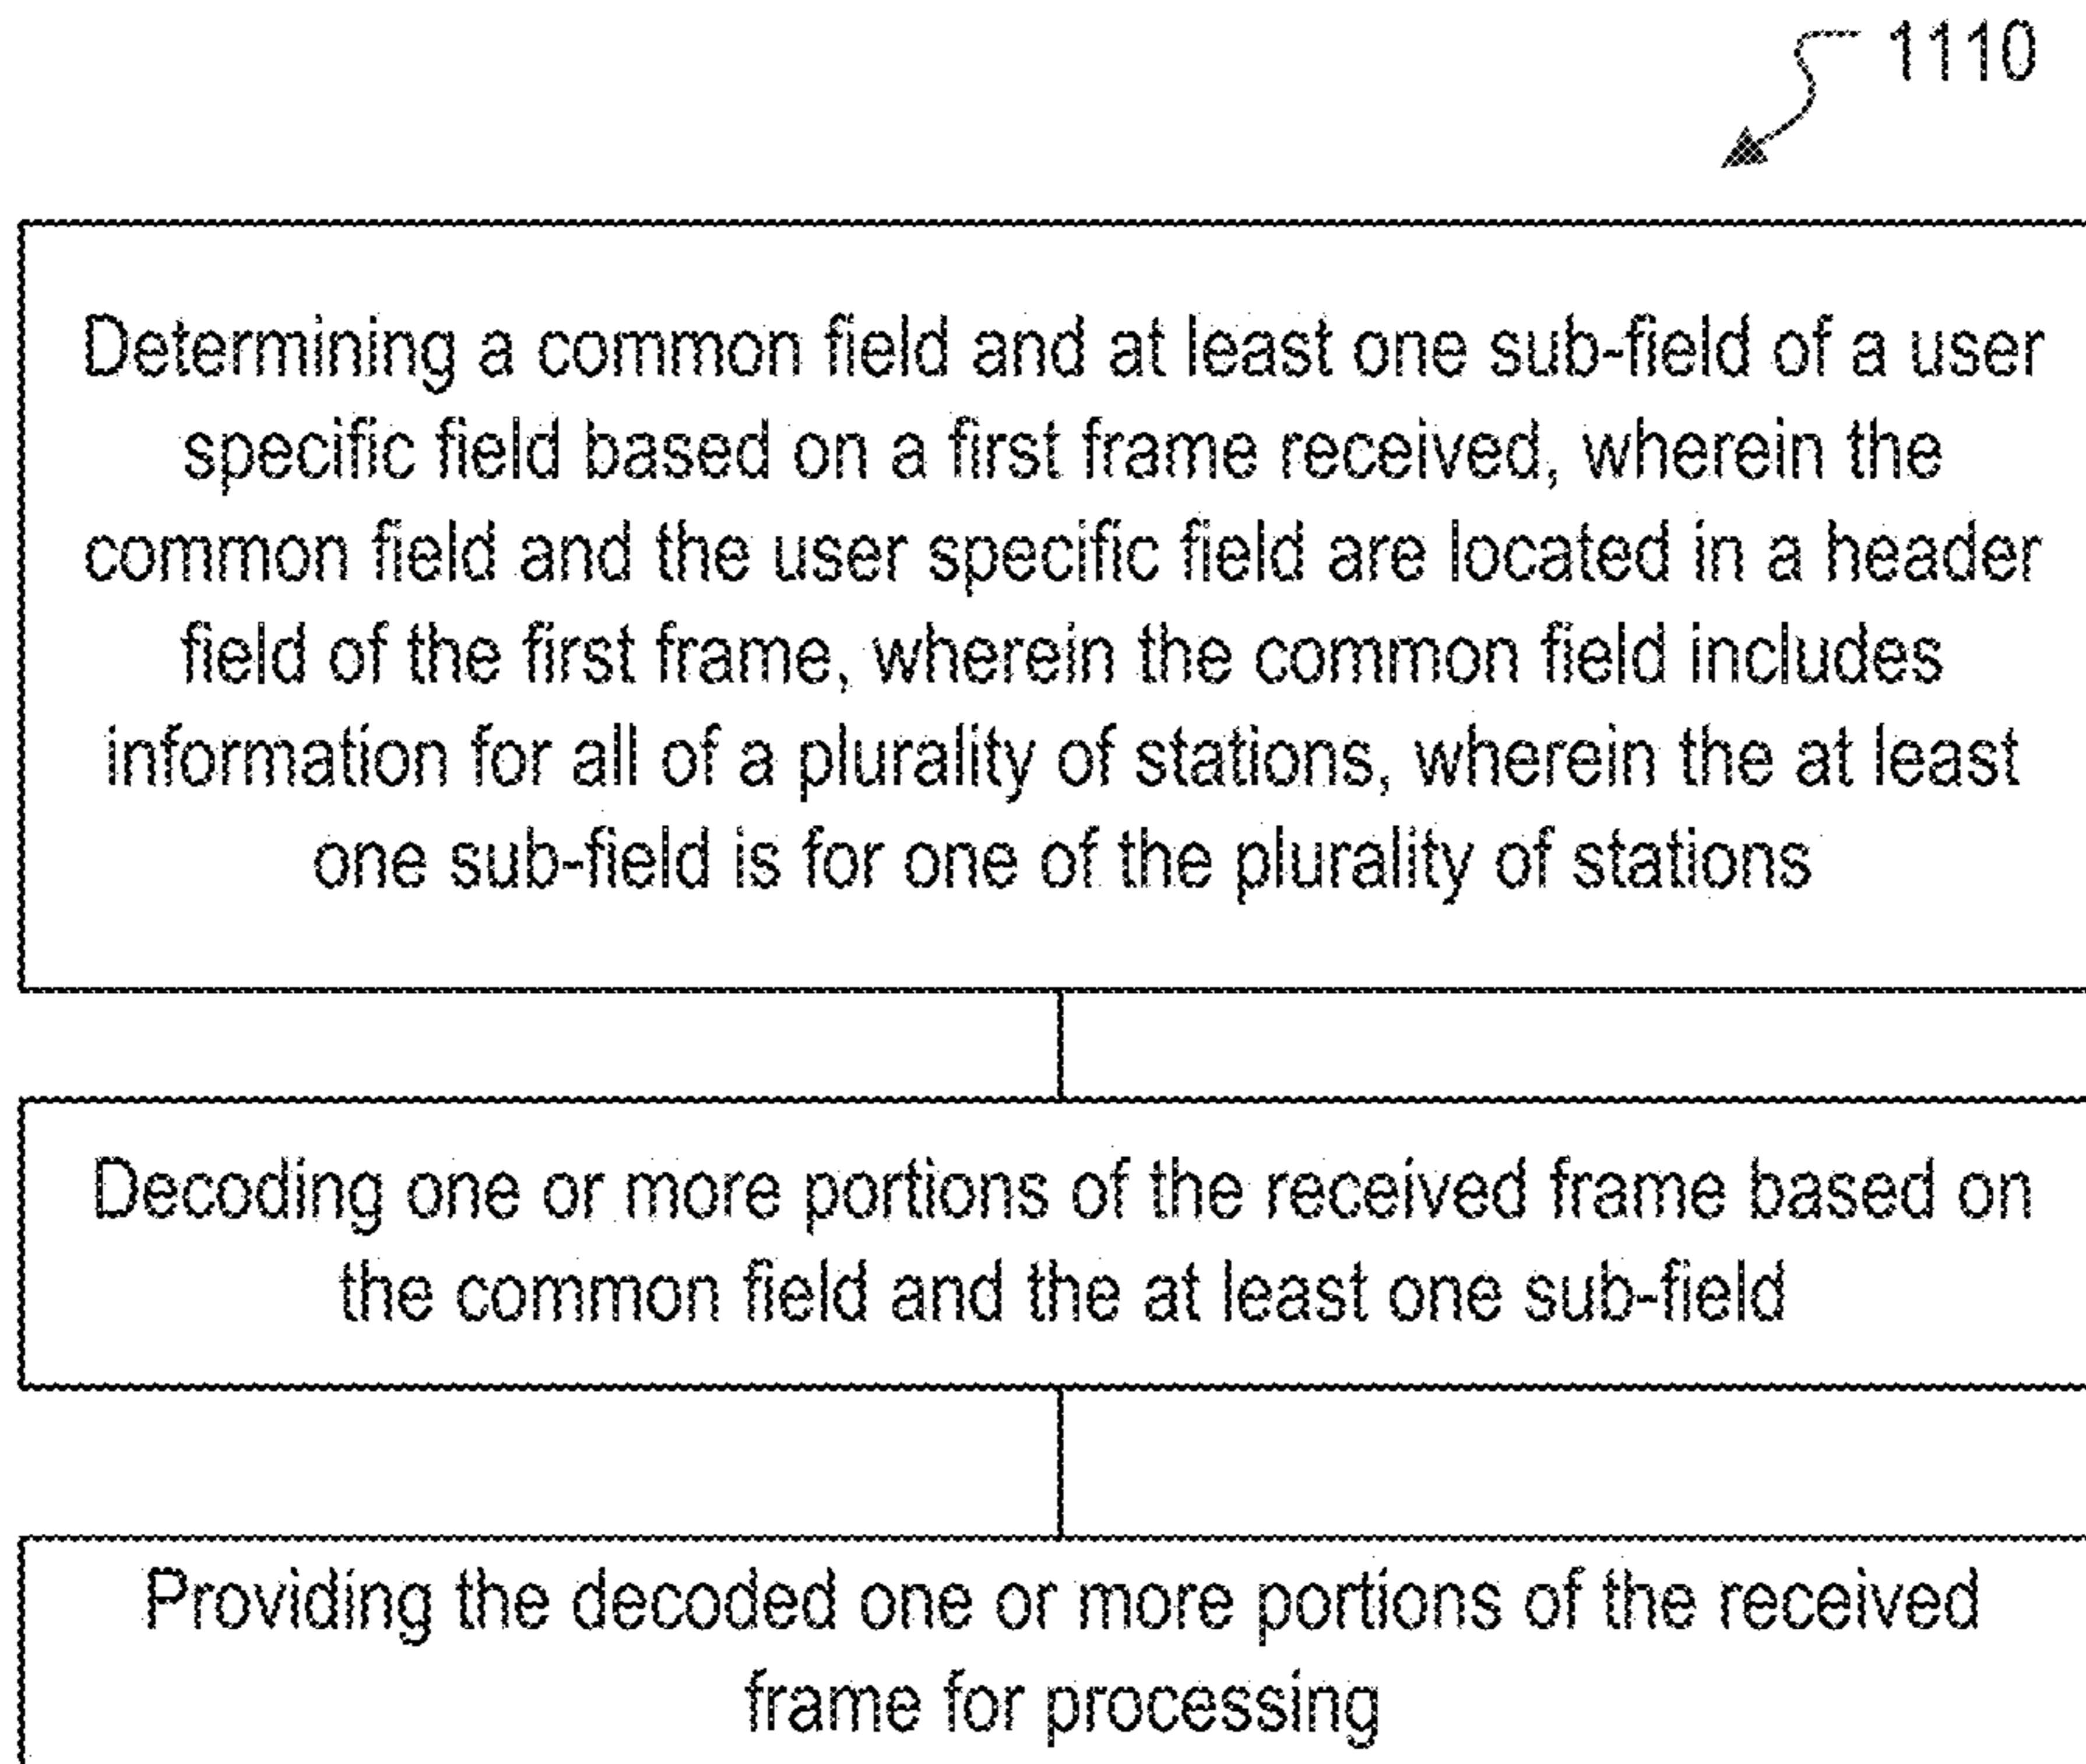 1110
Determining a common field and at least one sub-field of a user
specific field based on a first frame received, wherein the
common field and the user specific field are located in a header
field of the first frame, wherein the common field includes
information for all of a plurality of stations, wherein the at least
one sub-field is for one of the plurality of stations
Decoding one or more portions of the received frame based on
the common field and the at least one sub-field
Providing the decoded one or more portions of the received
frame for processing